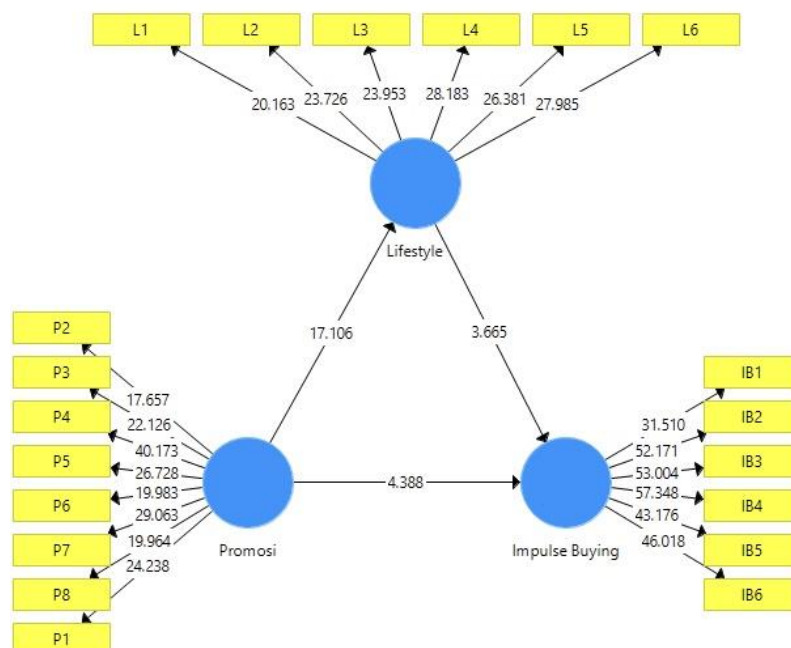 L1
L2
L3
L4
L5
L6
20.163
23.726
23.953
28.183
26.381
27.985
Lifestyle
17.106
3.665
P2
P3
P4
P5
P6
P7
P8
P1
17.657
22.126
40.173
26.728
19.983
29.063
19.964
24.238
Promosi
4.388
Impulse Buying
31.510
52.171
53.004
57.348
43.176
46.018
IB1
IB2
IB3
IB4
IB5
IB6